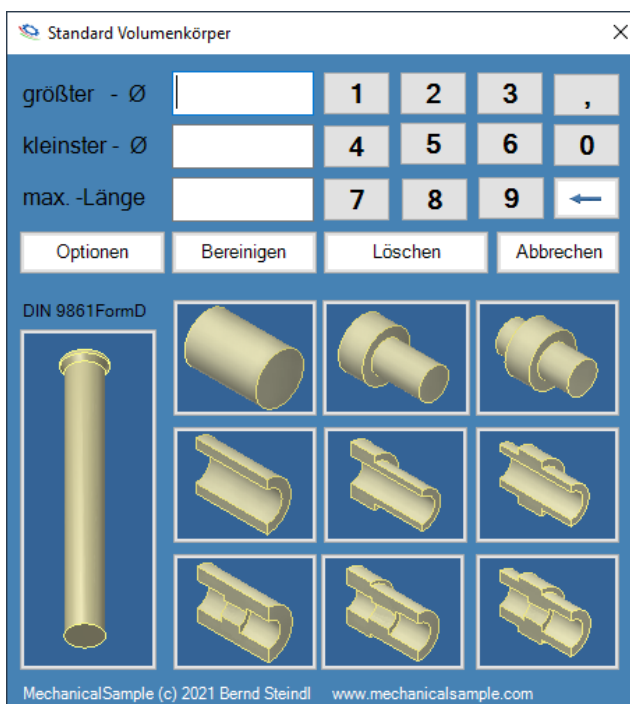 Standard Volumenkörper
größter - Ø 1 2 3 ,
kleinster - Ø 4 5 6 0
max. -Länge 7 8 9
Optionen Bereinigen Löschen Abbrechen
DIN 9861FormD
MechanicalSample (c) 2021 Bernd Steindl www.mechanicalsample.com